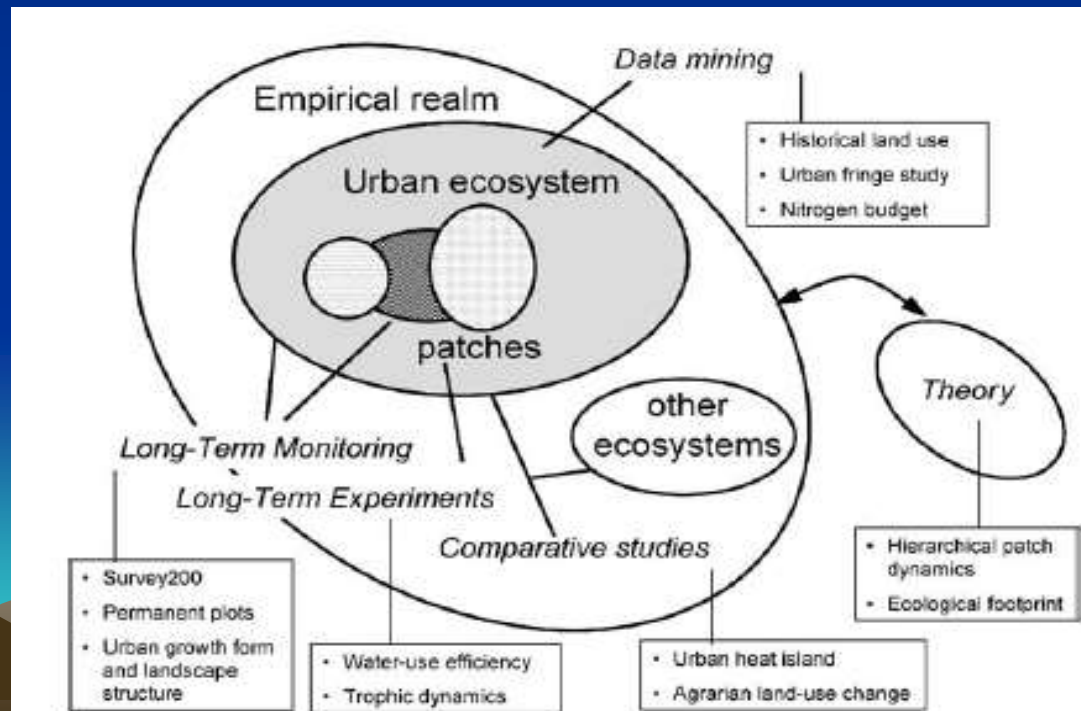 Data mining
Empirical realm
• Historical land use
• Urban fringe study
• Nitrogen budget
Urban ecosystem
patches
other
ecosystems
Theory
Long-Term Monitoring
Long-Term Experiments
Comparative studies
• Hierarchical patch
dynamics
• Ecological footprint
• Survey200
• Permanent plots
• Urban growth form
and landscape
structure
• Water-use efficiency
• Trophic dynamics
• Urban heat island
• Agrarian land-use change